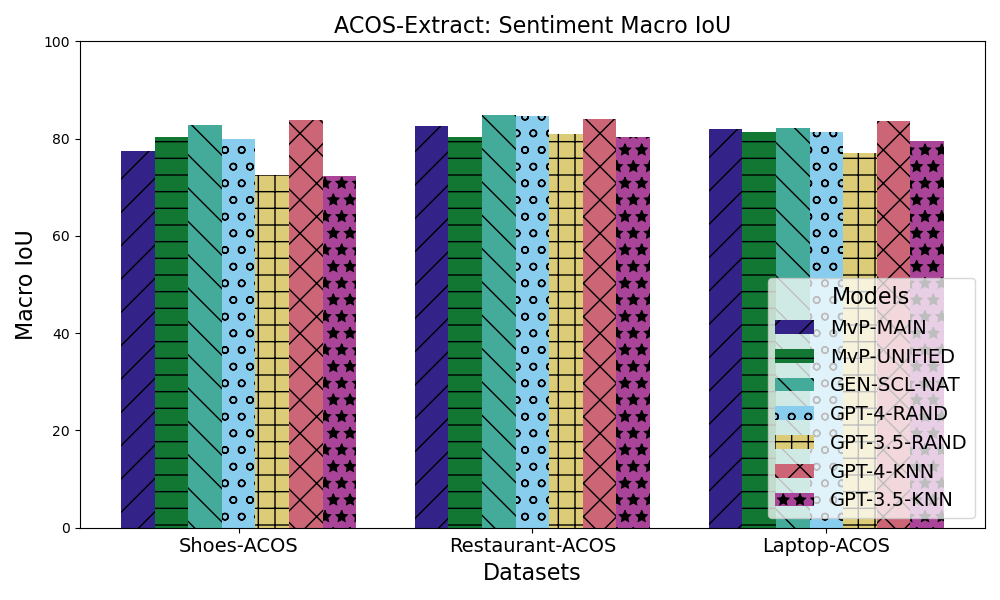 ACOS-Extract: Sentiment Macro IoU
100
80
60
40
20
0
Macro IoU
Models
MvP-MAIN
MvP-UNIFIED
GEN-SCL-NAT
GPT-4-RAND
GPT-3.5-RAND
GPT-4-KNN
GPT-3.5-KNN
Shoes-ACOS
Restaurant-ACOS
Laptop-ACOS
Datasets